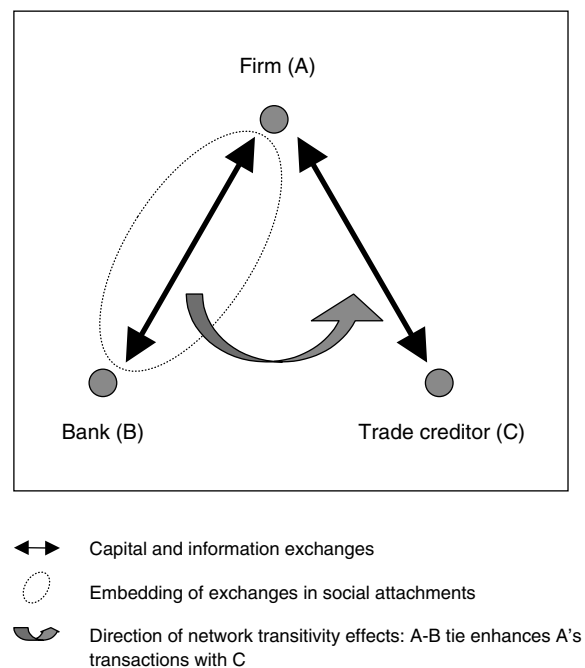 Firm (A)
Bank (B)
Trade creditor (C)
Capital and information exchanges
Embedding of exchanges in social attachments
Direction of network transitivity effects: A-B tie enhances A's
transactions with C